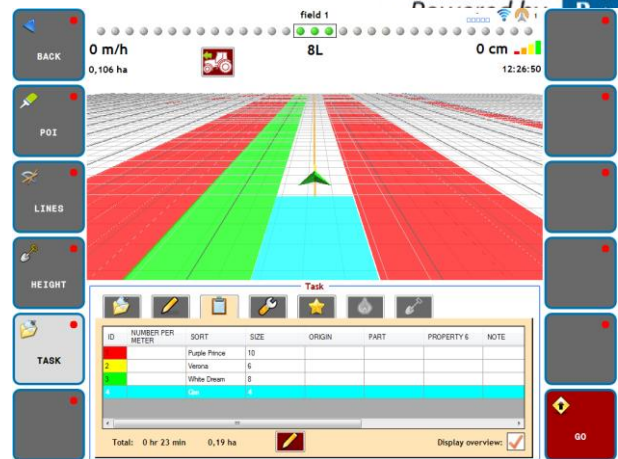 field 1
1
BACK
0 m/h
8L
0 cm
0,106 ha
12:26:50
POI
LINES
HEIGHT
TASK
GO
Task
ID NUMBER PER METER SORT SIZE ORIGIN PART PROPERTY 6 NOTE
Purple Prince 10
2 Verona 6
3 White Dream 8
4 4
Total: 0 hr 23 min 0,19 ha Display overview: